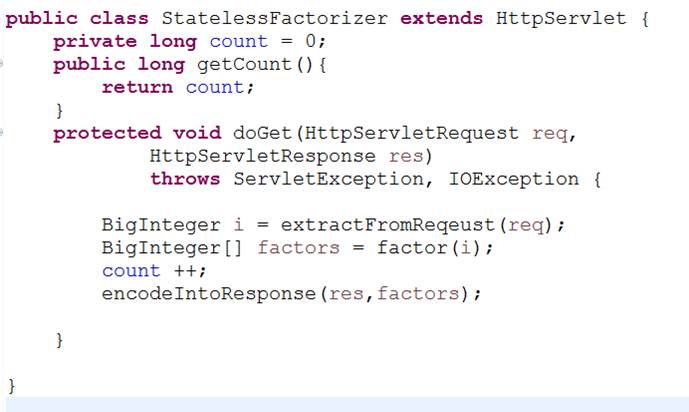 public class StatelessFactorizer extends HttpServlet {
    private long count = 0;
    public long getCount(){
        return count;
    }
    protected void doGet(HttpServletRequest req,
            HttpServletResponse res)
            throws ServletException, IOException {
        BigInteger i = extractFromReqeust(req);
        BigInteger[] factors = factor(i);
        count ++;
        encodeIntoResponse(res,factors);
    }
}